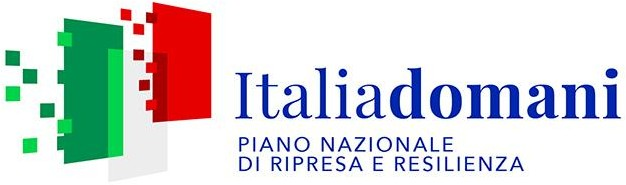 Italiadomani
PIANO NAZIONALE
DI RIPRESA E RESILIENZA